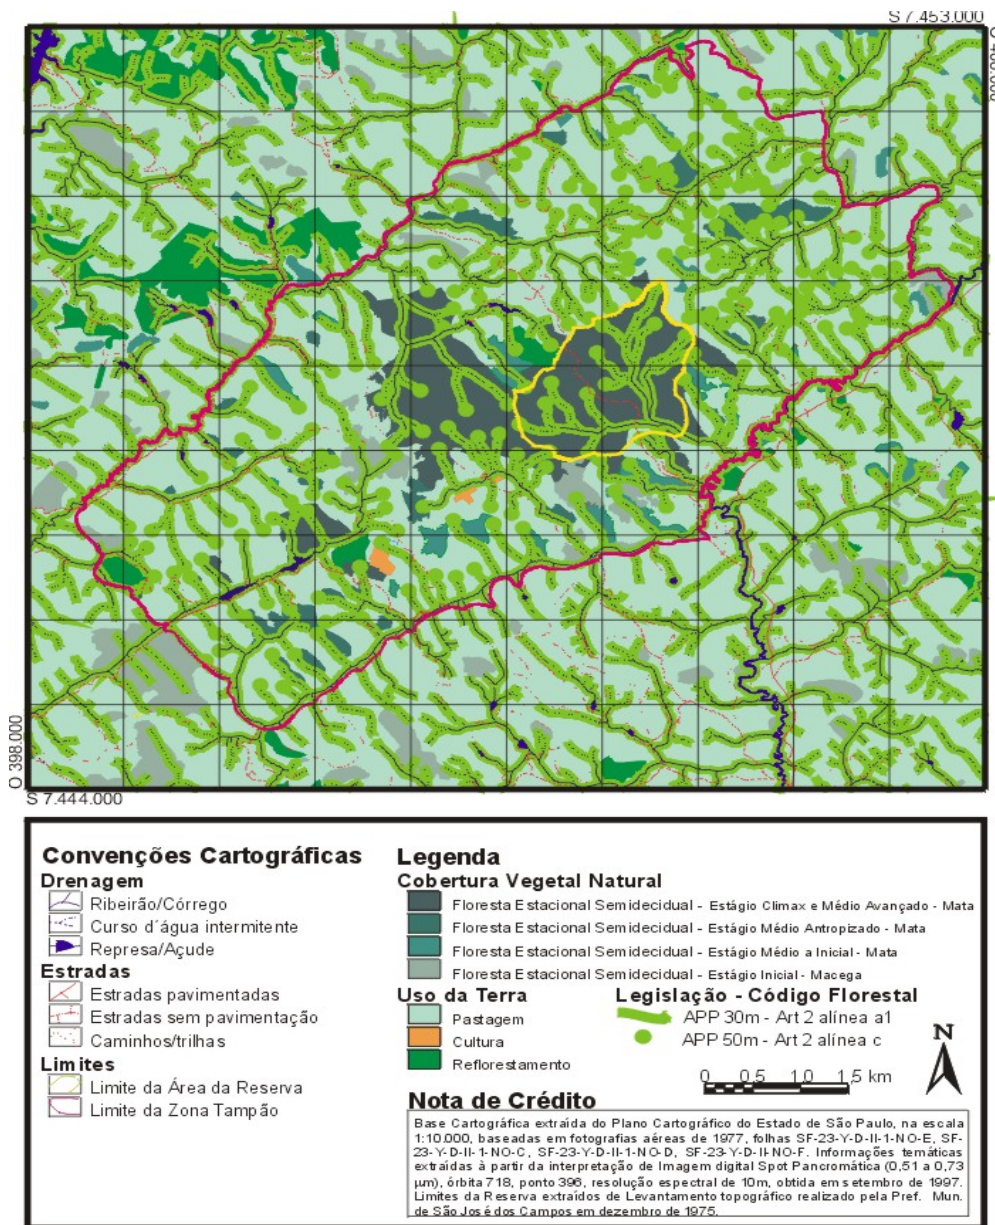 S 7.453.000
O 398.000
S 7.444.000
Convenções Cartográficas
Drenagem
Ribeirão/Córrego
Curso d´água intermitente
Represa/Açude
Estradas
Estradas pavimentadas
Estradas sem pavimentação
Caminhos/trilhas
Limites
Limite da Área da Reserva
Limite da Zona Tampão
Legenda
Cobertura Vegetal Natural
Floresta Estacional Semidecidual - Estágio Climax e Médio Avançado - Mata
Floresta Estacional Semidecidual - Estágio Médio Antropizado - Mata
Floresta Estacional Semidecidual - Estágio Médio a Inicial - Mata
Floresta Estacional Semidecidual - Estágio Inicial - Macega
Uso da Terra
Pastagem
Cultura
Reflorestamento
Legislação - Código Florestal
APP 30m - Art 2 alínea a1
APP 50m - Art 2 alínea c
N
0 0,5 1,0 1,5 km
Nota de Crédito
Base Cartográfica extraída do Plano Cartográfico do Estado de São Paulo, na escala
1:10.000, baseadas em fotografias aéreas de 1977, folhas SF-23-Y-D-II-1-NO-E, SF-
23-Y-D-II-1-NO-C, SF-23-Y-D-II-1-NO-D, SF-23-Y-D-II-NO-F. Informações temáticas
extraídas à partir da interpretação de Imagem digital Spot Pancromática (0,51 a 0,73
μm), órbita 718, ponto 396, resolução espectral de 10m, obtida em setembro de 1997.
Limites da Reserva extraídos de Levantamento topográfico realizado pela Pref. Mun.
de São José dos Campos em dezembro de 1975.